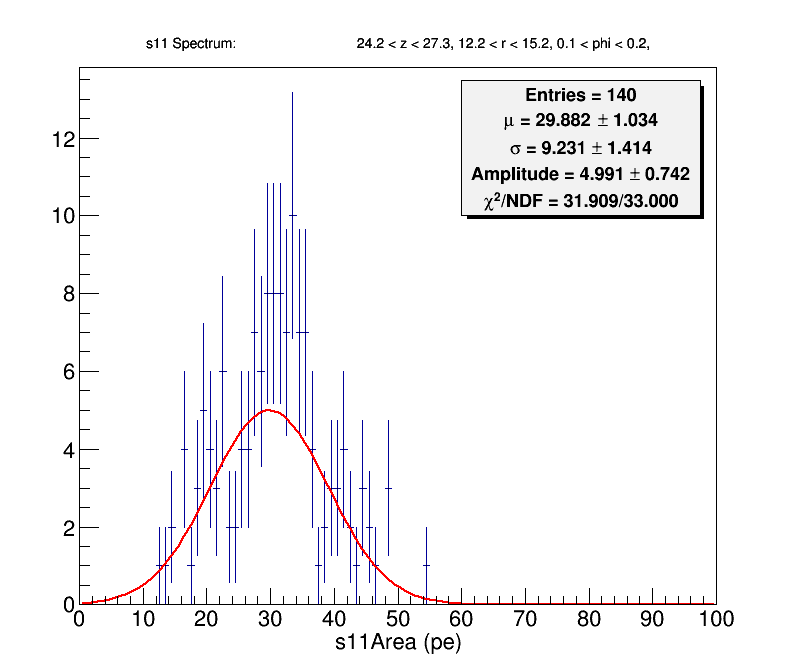 s11 Spectrum: 24.2 < z < 27.3, 12.2 < r < 15.2, 0.1 < phi < 0.2,
Entries = 140
μ = 29.882 ± 1.034
σ = 9.231 ± 1.414
Amplitude = 4.991 ± 0.742
χ²/NDF = 31.909/33.000
12
10
8
6
4
2
0
0 10 20 30 40 50 60 70 80 90 100
s11Area (pe)